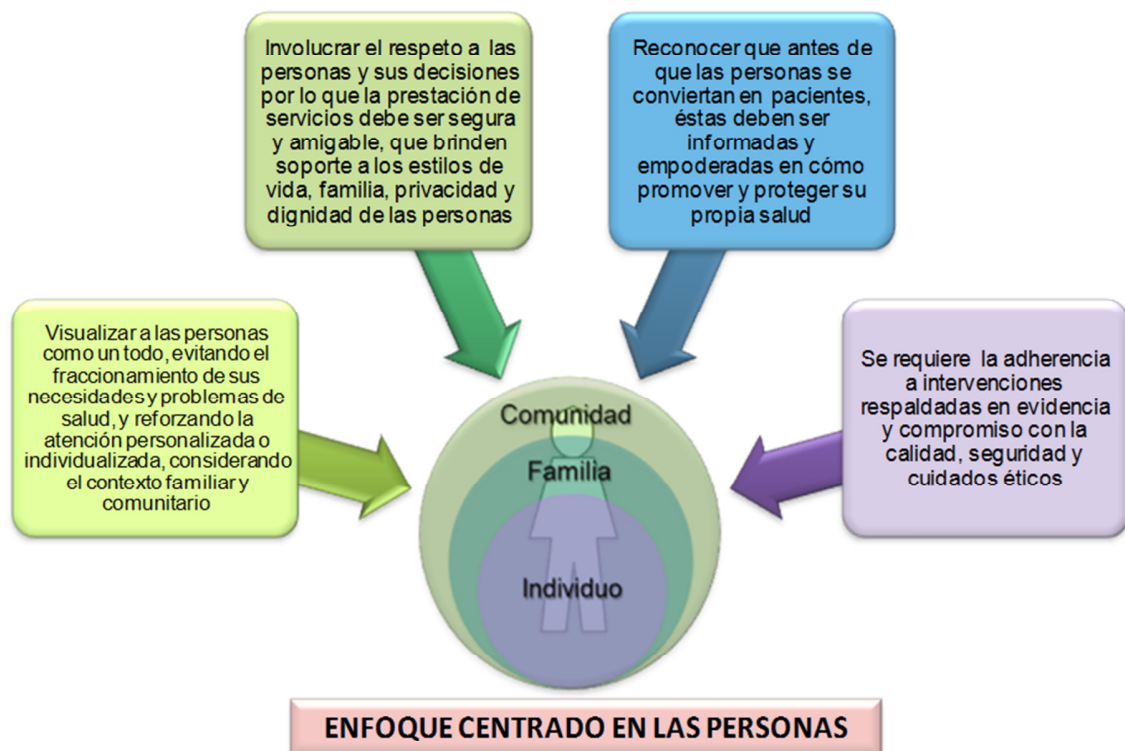 Involucrar el respeto a las
personas y sus decisiones
por lo que la prestación de
servicios debe ser segura
y amigable, que brinden
soporte a los estilos de
vida, familia, privacidad y
dignidad de las personas
Reconocer que antes de
que las personas se
conviertan en pacientes,
éstas deben ser
informadas y
empoderadas en cómo
promover y proteger su
propia salud
Visualizar a las personas
como un todo, evitando el
fraccionamiento de sus
necesidades y problemas de
salud, y reforzando la
atención personalizada o
individualizada, considerando
el contexto familiar y
comunitario
Se requiere la adherencia
a intervenciones
respaldadas en evidencia
y compromiso con la
calidad, seguridad y
cuidados éticos
Comunidad
Familia
Individuo
ENFOQUE CENTRADO EN LAS PERSONAS